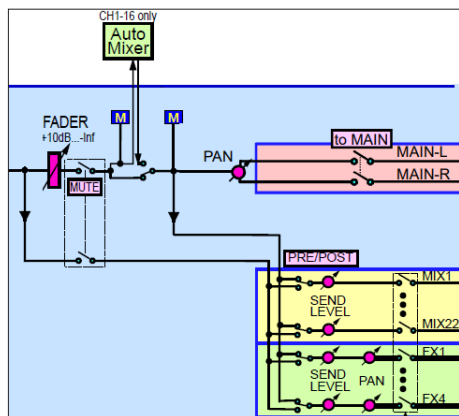 CH1-16 only
Auto
Mixer
FADER
+10dB...-Inf
M
M
MUTE
PAN
to MAIN
MAIN-L
MAIN-R
PRE/POST
SEND
LEVEL
MIX1
MIX22
SEND
LEVEL
PAN
FX1
FX4